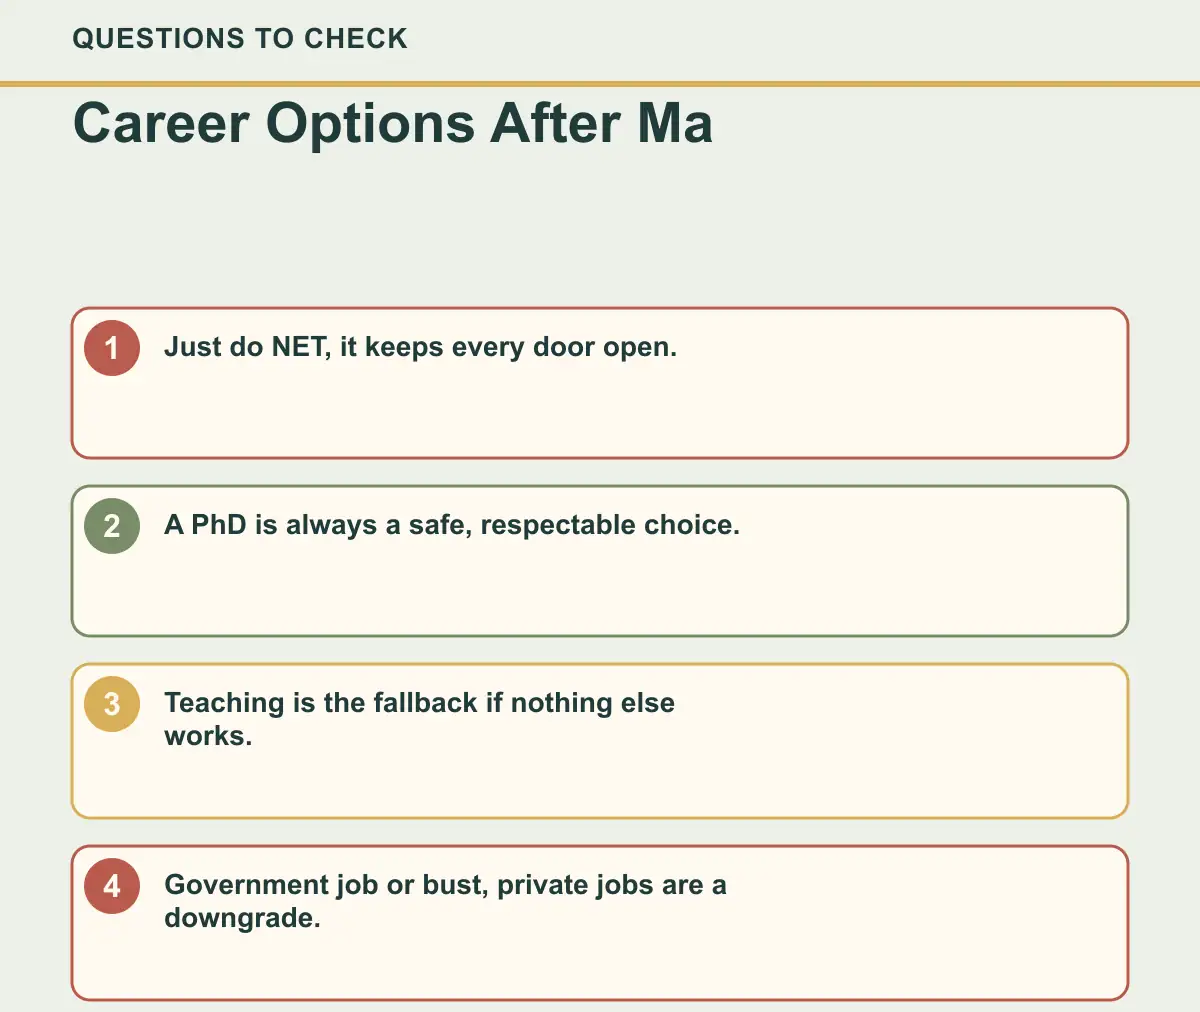 QUESTIONS TO CHECK
Career Options After Ma
1
Just do NET, it keeps every door open.
2
A PhD is always a safe, respectable choice.
3
Teaching is the fallback if nothing else
works.
4
Government job or bust, private jobs are a
downgrade.